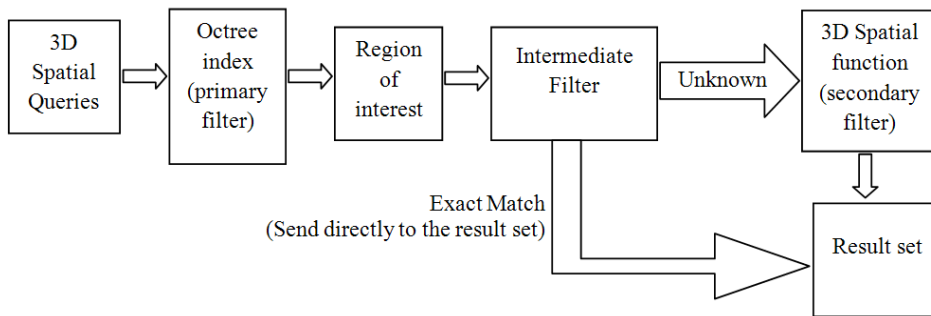 3D
Spatial
Queries
Octree
index
(primary
filter)
Region
of
interest
Intermediate
Filter
Unknown
3D Spatial
function
(secondary
filter)
Exact Match
(Send directly to the result set)
Result set